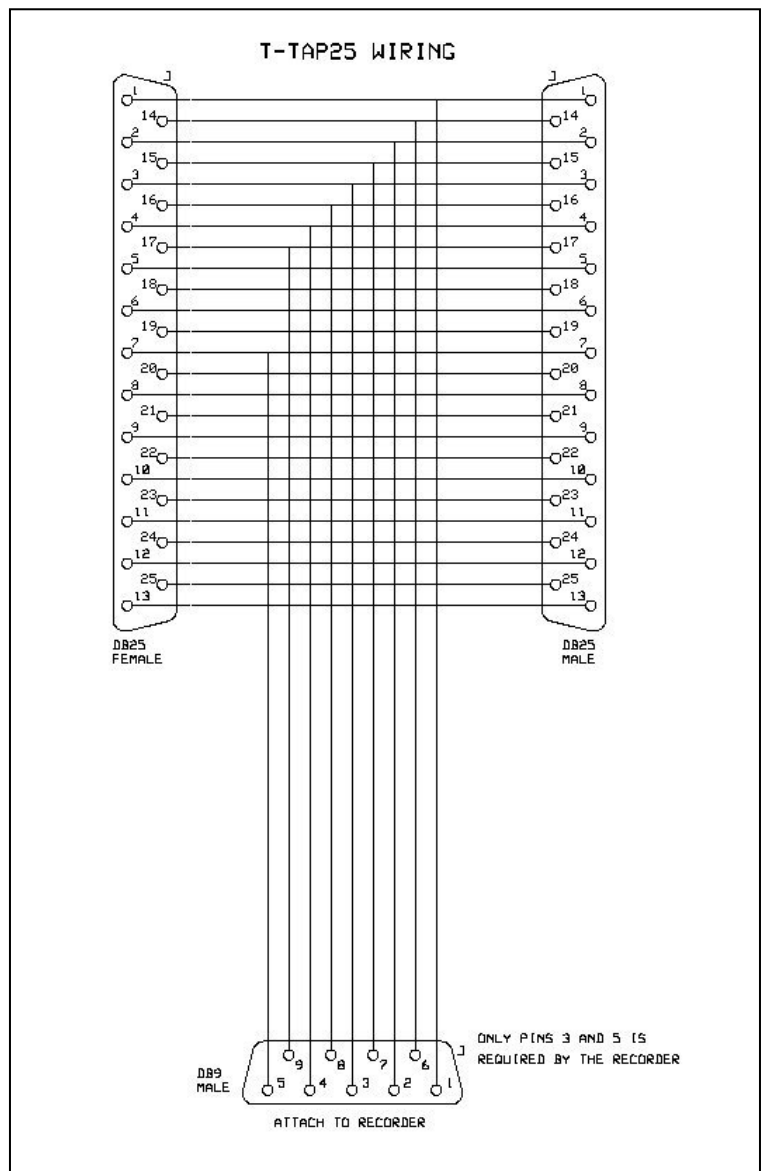 T-TAP25 WIRING
J J
1 1
14 14
2 2
15 15
3 3
16 16
4 4
17 17
5 5
18 18
6 6
19 19
7 7
20 20
8 8
21 21
9 9
22 22
10 10
23 23
11 11
24 24
12 12
25 25
13 13
DB25 DB25
FEMALE MALE
ONLY PINS 3 AND 5 IS
J
REQUIRED BY THE RECORDER
9 8 7 6
DB9
MALE
5 4 3 2 1
ATTACH TO RECORDER